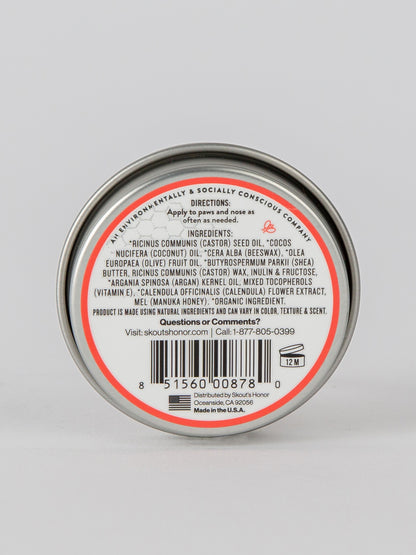 AN ENVIRONMENTALLY & SOCIALLY CONSCIOUS COMPANY
DIRECTIONS:
Apply to paws and nose as
often as needed.
INGREDIENTS:
*RICINUS COMMUNIS (CASTOR) SEED OIL, *COCOS
NUCIFERA (COCONUT) OIL, *CERA ALBA (BEESWAX), *OLEA
EUROPAEA (OLIVE) FRUIT OIL, *BUTYROSPERMUM PARKII (SHEA)
BUTTER, RICINUS COMMUNIS (CASTOR) WAX, INULIN & FRUCTOSE,
*ARGANIA SPINOSA (ARGAN) KERNEL OIL, MIXED TOCOPHEROLS
(VITAMIN E), *CALENDULA OFFICINALIS (CALENDULA) FLOWER EXTRACT,
MEL (MANUKA HONEY). *ORGANIC INGREDIENT.
PRODUCT IS MADE USING NATURAL INGREDIENTS AND CAN VARY IN COLOR, TEXTURE & SCENT.
Questions or Comments?
Visit: skoutshonor.com | Call: 1-877-805-0399
12 M
8 51560 00878 0
Distributed by Skout's Honor
Oceanside, CA 92056
Made in the U.S.A.